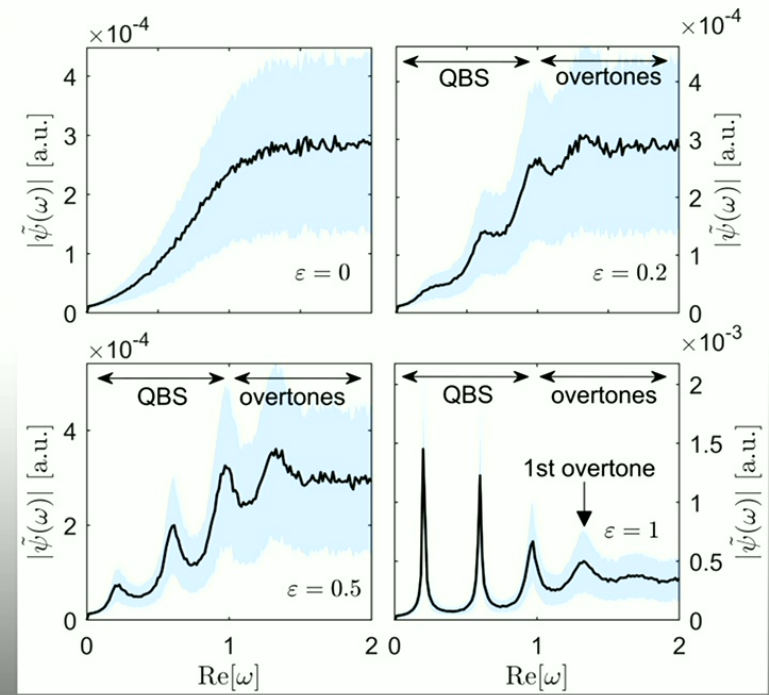 ×10⁻⁴
|ψ̃(ω)| [a.u.]
4
3
2
1
0
ε = 0
×10⁻⁴
QBS overtones
4
3
2
1
0
|ψ̃(ω)| [a.u.]
ε = 0.2
×10⁻⁴
QBS overtones
|ψ̃(ω)| [a.u.]
4
2
0
ε = 0.5
0 1 2
Re[ω]
×10⁻³
QBS overtones
1st overtone
ε = 1
2
1.5
1
0.5
0
|ψ̃(ω)| [a.u.]
0 1 2
Re[ω]